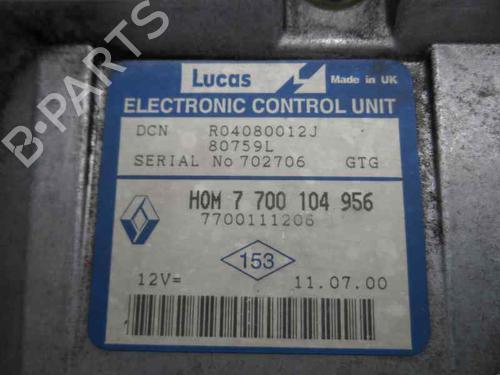 B-PARTS
Lucas
Made in UK
ELECTRONIC CONTROL UNIT
DCN R04080012J
80759L
SERIAL No 702706 GTG
HOM 7 700 104 956
7700111206
153
12V= 11.07.00